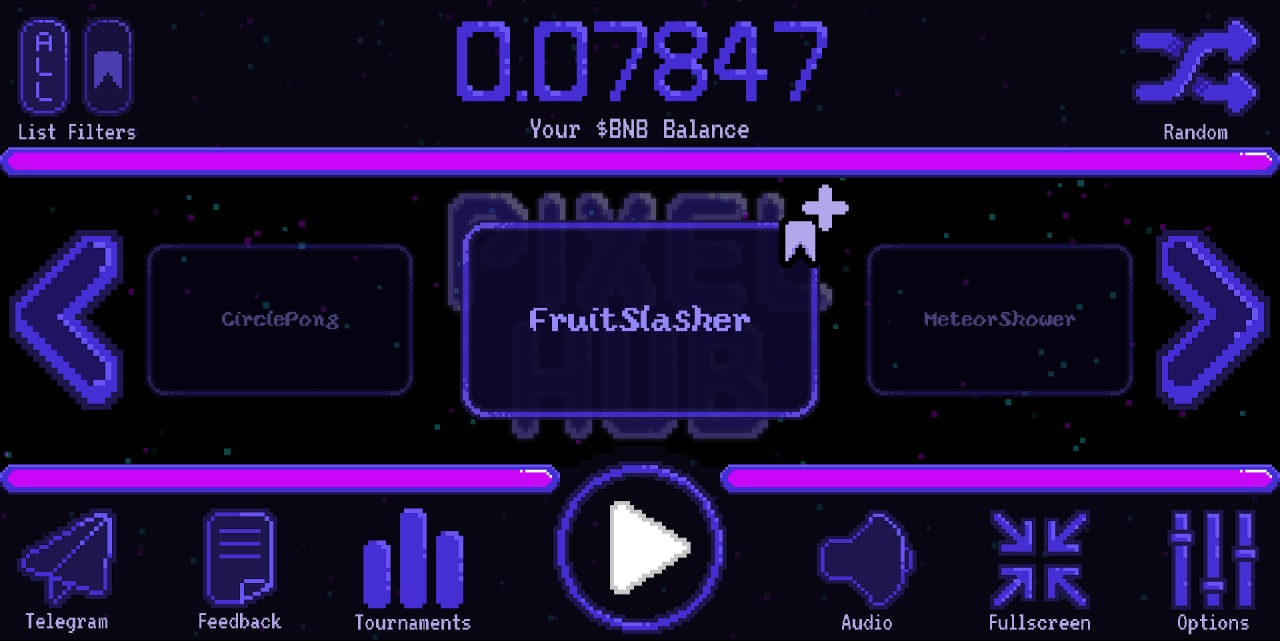 ALL
List Filters
0.07847
Your $BNB Balance
Random
PIXEL
HUB
CirclePong
FruitSlasher
MeteorShower
Telegram
Feedback
Tournaments
Audio
Fullscreen
Options